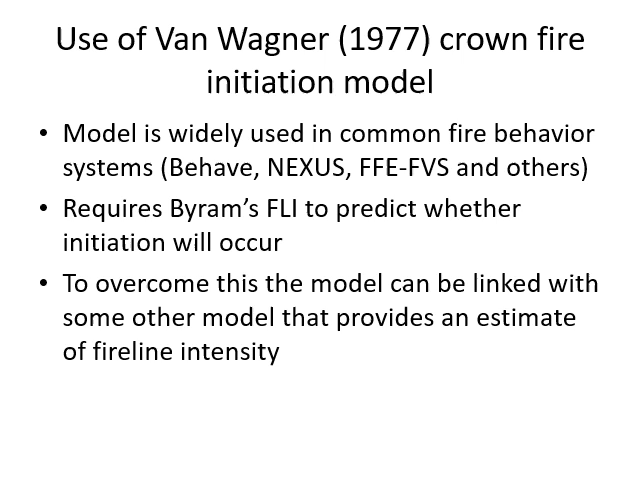 Use of Van Wagner (1977) crown fire
initiation model
• Model is widely used in common fire behavior
systems (Behave, NEXUS, FFE-FVS and others)
• Requires Byram’s FLI to predict whether
initiation will occur
• To overcome this the model can be linked with
some other model that provides an estimate
of fireline intensity